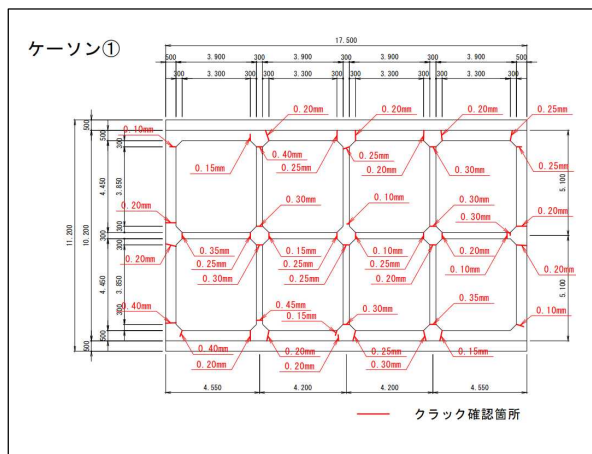 ケーソン①
17.500
500 3.900 300 3.900 300 3.900 300 3.900 500
300 3.300 300 300 3.300 300 300 3.300 300 300 3.300 300
0.20mm 0.20mm 0.20mm 0.25mm
0.10mm
0.40mm 0.25mm 0.30mm 0.25mm
0.15mm 0.25mm 0.20mm
500 500
300
4.450 3.850 5.100
0.20mm 0.30mm 0.10mm 0.30mm 0.20mm
0.30mm
300
11.200 10.200 300
0.35mm 0.15mm 0.10mm 0.20mm
0.20mm 0.25mm 0.25mm 0.25mm 0.10mm 0.20mm
0.30mm 0.25mm 0.20mm
300
4.450 3.850 5.100
0.40mm 0.45mm 0.30mm 0.35mm
0.15mm 0.10mm
300
500 500
0.40mm 0.20mm 0.25mm 0.15mm
0.20mm 0.20mm 0.30mm
4.550 4.200 4.200 4.550
クラック確認箇所